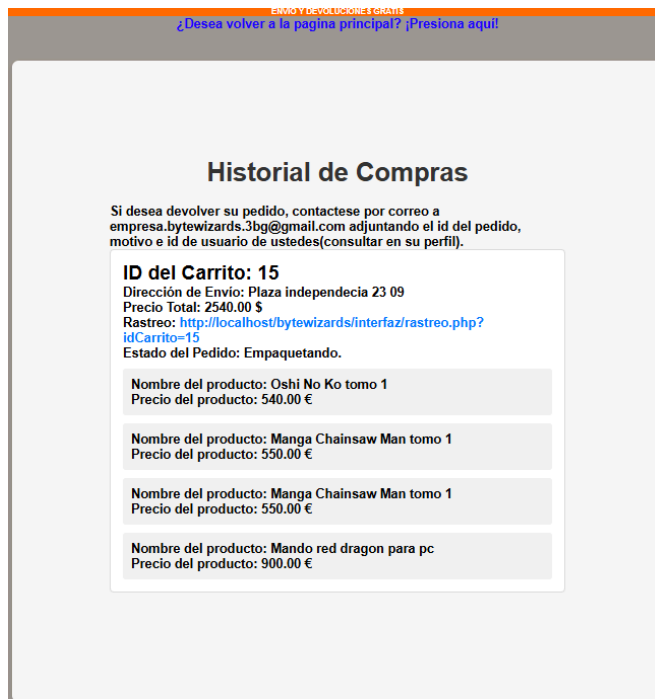 ENVIO Y DEVOLUCIONES GRATIS
¿Desea volver a la pagina principal? ¡Presiona aquí!
Historial de Compras
Si desea devolver su pedido, contactese por correo a
empresa.bytewizards.3bg@gmail.com adjuntando el id del pedido,
motivo e id de usuario de ustedes(consultar en su perfil).
ID del Carrito: 15
Dirección de Envío: Plaza independecia 23 09
Precio Total: 2540.00 $
Rastreo: http://localhost/bytewizards/interfaz/rastreo.php?
idCarrito=15
Estado del Pedido: Empaquetando.
Nombre del producto: Oshi No Ko tomo 1
Precio del producto: 540.00 €
Nombre del producto: Manga Chainsaw Man tomo 1
Precio del producto: 550.00 €
Nombre del producto: Manga Chainsaw Man tomo 1
Precio del producto: 550.00 €
Nombre del producto: Mando red dragon para pc
Precio del producto: 900.00 €